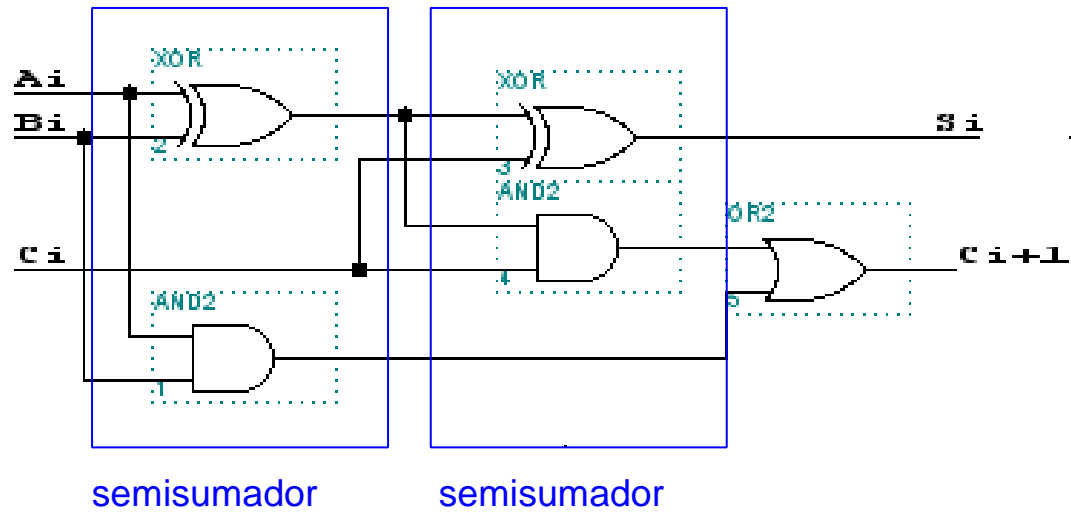 XOR
Ai
Bi
2
XOR
Si
3
AND2
OR2
Ci
4
Ci+1
AND2
5
1
semisumador semisumador